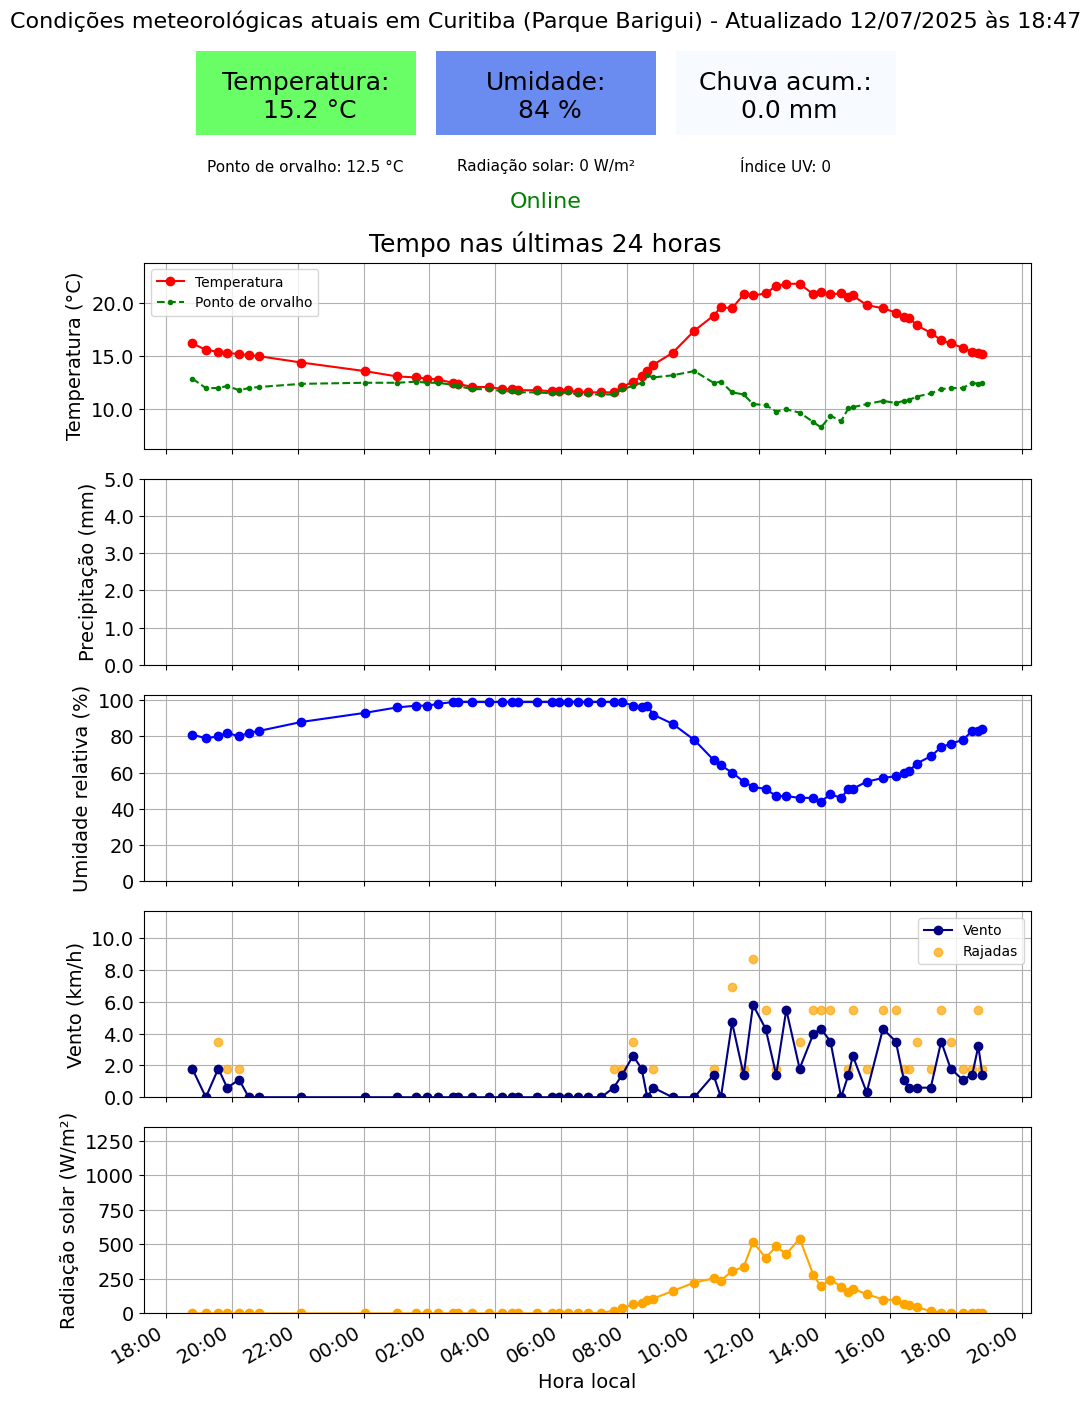 Condições meteorológicas atuais em Curitiba (Parque Barigui) - Atualizado 12/07/2025 às 18:47
Temperatura:
15.2 °C
Umidade:
84 %
Chuva acum.:
0.0 mm
Ponto de orvalho: 12.5 °C
Radiação solar: 0 W/m²
Índice UV: 0
Online
Tempo nas últimas 24 horas
Temperatura (°C)
20.0
15.0
10.0
Temperatura
Ponto de orvalho
Precipitação (mm)
5.0
4.0
3.0
2.0
1.0
0.0
Umidade relativa (%)
100
80
60
40
20
0
Vento (km/h)
10.0
8.0
6.0
4.0
2.0
0.0
Vento
Rajadas
Radiação solar (W/m²)
1250
1000
750
500
250
0
18:00
20:00
22:00
00:00
02:00
04:00
06:00
08:00
10:00
12:00
14:00
16:00
18:00
20:00
Hora local